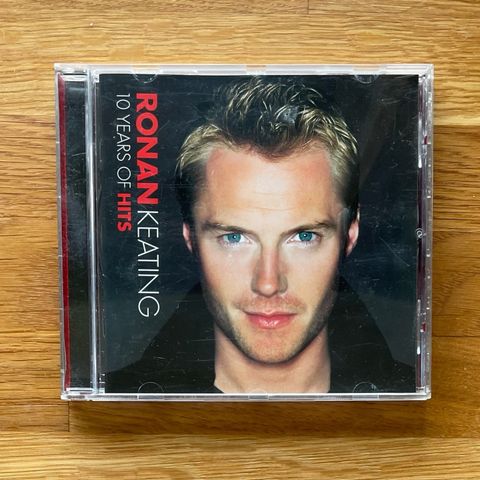 RONAN KEATING
10 YEARS OF HITS